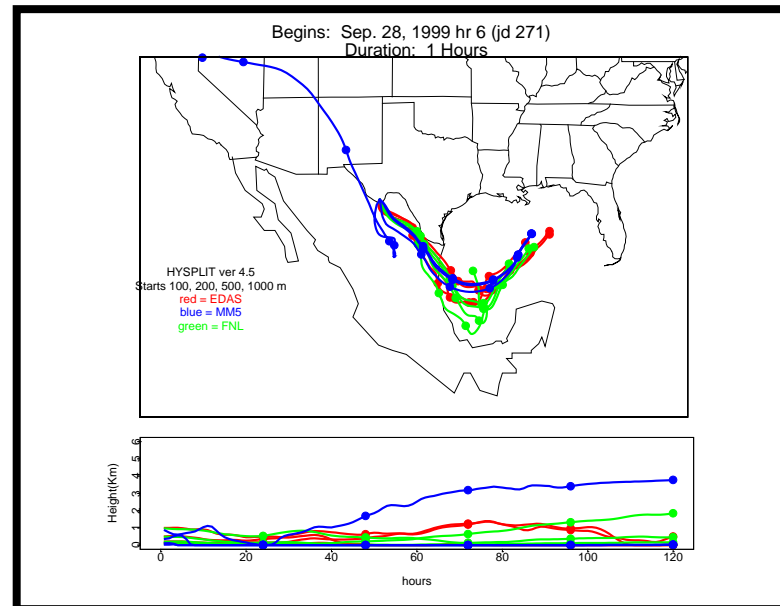 Begins:  Sep. 28, 1999 hr 6 (jd 271)
Duration:  1 Hours
HYSPLIT ver 4.5
Starts 100, 200, 500, 1000 m
red = EDAS
blue = MM5
green = FNL
Height(Km)
6
5
4
3
2
1
0
0 20 40 60 80 100 120
hours